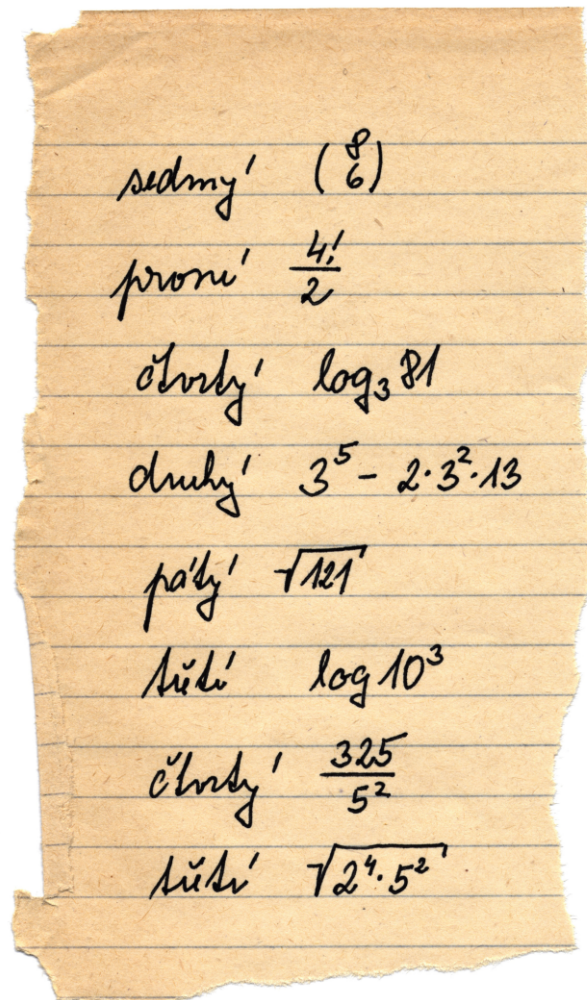 sedmý (8 6)
první 4!/2
čtvrtý log₃ 81
druhý 3⁵ - 2·3²·13
pátý √121
třetí log 10³
čtvrtý 325/5²
třetí √(2⁴·5²)